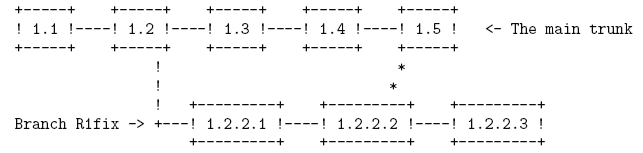 +-----+    +-----+    +-----+    +-----+    +-----+
! 1.1 !----! 1.2 !----! 1.3 !----! 1.4 !----! 1.5 !   <- The main trunk
+-----+    +-----+    +-----+    +-----+    +-----+
                !                           *
                !                          *
                !   +---------+    +---------+    +---------+
Branch R1fix -> +---! 1.2.2.1 !----! 1.2.2.2 !----! 1.2.2.3 !
                    +---------+    +---------+    +---------+